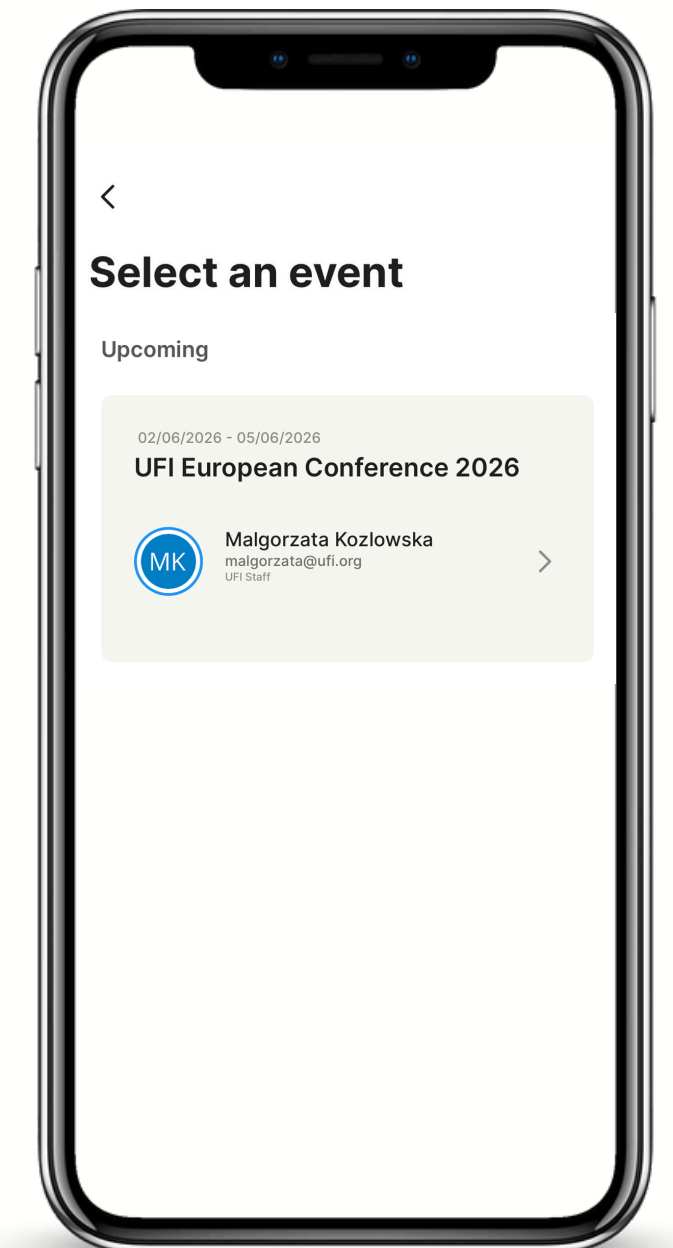 Select an event
Upcoming
02/06/2026 - 05/06/2026
UFI European Conference 2026
MK
Malgorzata Kozlowska
malgorzata@ufi.org
UFI Staff